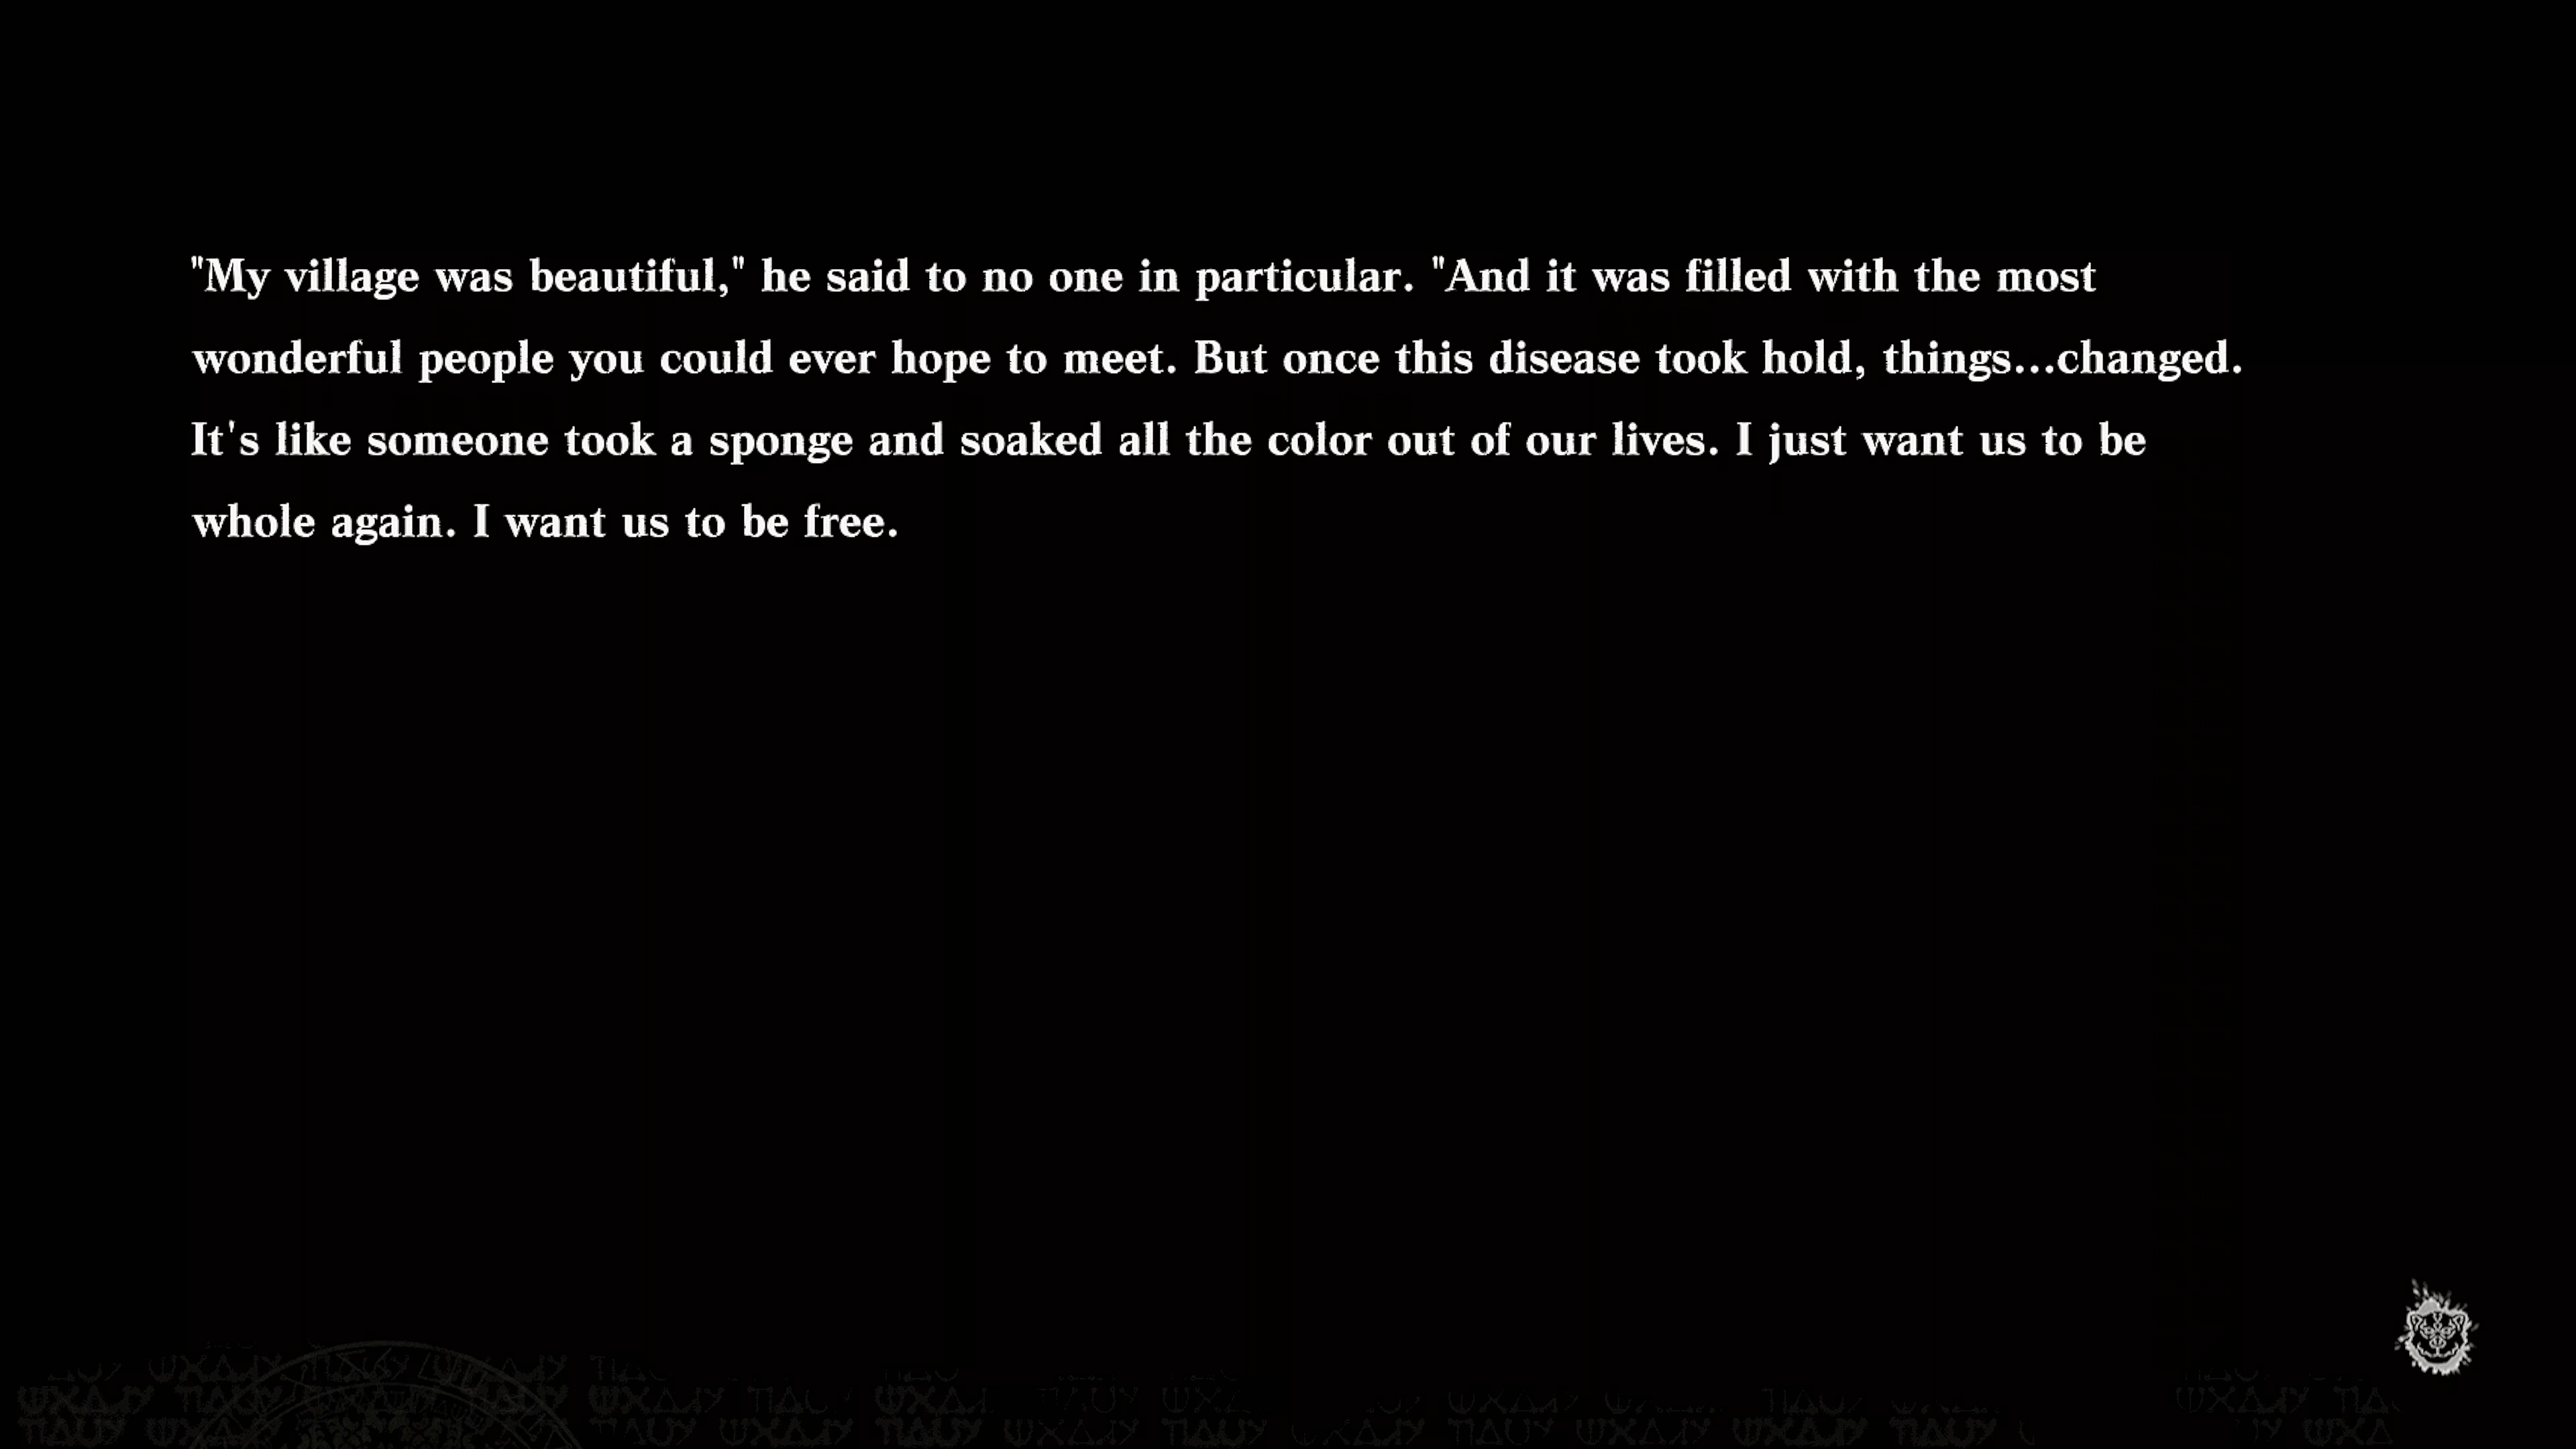 "My village was beautiful," he said to no one in particular. "And it was filled with the most
wonderful people you could ever hope to meet. But once this disease took hold, things...changed.
It's like someone took a sponge and soaked all the color out of our lives. I just want us to be
whole again. I want us to be free.